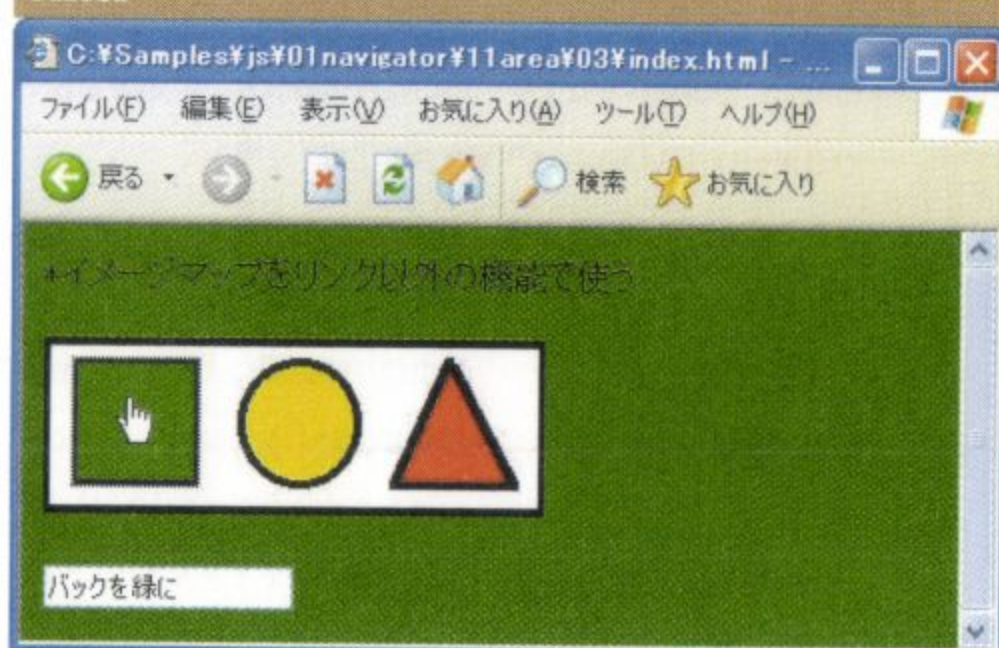 C:¥Samples¥js¥01navigator¥11area¥03¥index.html - ...
ファイル(F) 編集(E) 表示(V) お気に入り(A) ツール(T) ヘルプ(H)
戻る 検索 お気に入り
*イメージマップをリンク以外の機能で使う
バックを緑に